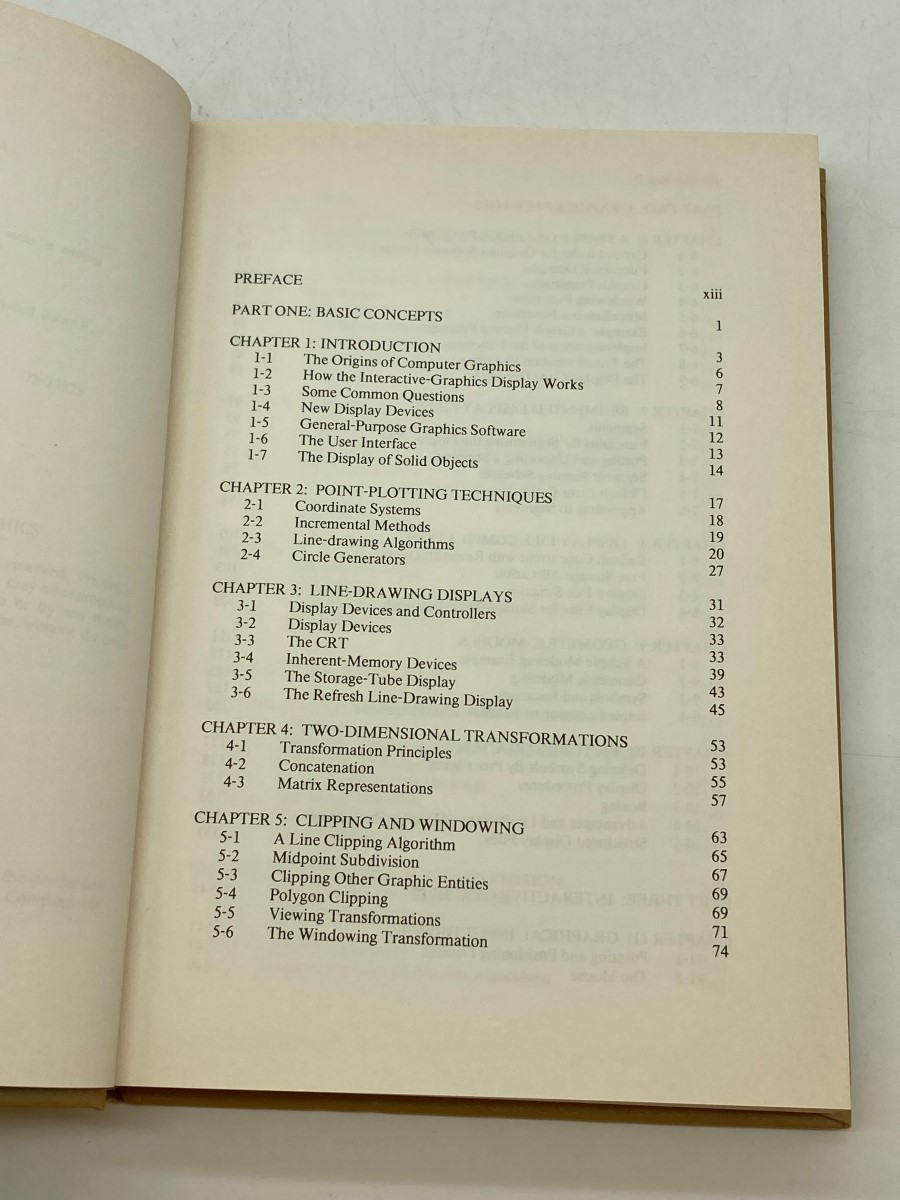 PREFACE xiii
PART ONE: BASIC CONCEPTS 1
CHAPTER 1: INTRODUCTION 3
1-1 The Origins of Computer Graphics 6
1-2 How the Interactive-Graphics Display Works 7
1-3 Some Common Questions 8
1-4 New Display Devices 11
1-5 General-Purpose Graphics Software 12
1-6 The User Interface 13
1-7 The Display of Solid Objects 14
CHAPTER 2: POINT-PLOTTING TECHNIQUES 17
2-1 Coordinate Systems 18
2-2 Incremental Methods 19
2-3 Line-drawing Algorithms 20
2-4 Circle Generators 27
CHAPTER 3: LINE-DRAWING DISPLAYS 31
3-1 Display Devices and Controllers 32
3-2 Display Devices 33
3-3 The CRT 33
3-4 Inherent-Memory Devices 39
3-5 The Storage-Tube Display 43
3-6 The Refresh Line-Drawing Display 45
CHAPTER 4: TWO-DIMENSIONAL TRANSFORMATIONS 53
4-1 Transformation Principles 53
4-2 Concatenation 55
4-3 Matrix Representations 57
CHAPTER 5: CLIPPING AND WINDOWING 63
5-1 A Line Clipping Algorithm 65
5-2 Midpoint Subdivision 67
5-3 Clipping Other Graphic Entities 69
5-4 Polygon Clipping 69
5-5 Viewing Transformations 71
5-6 The Windowing Transformation 74